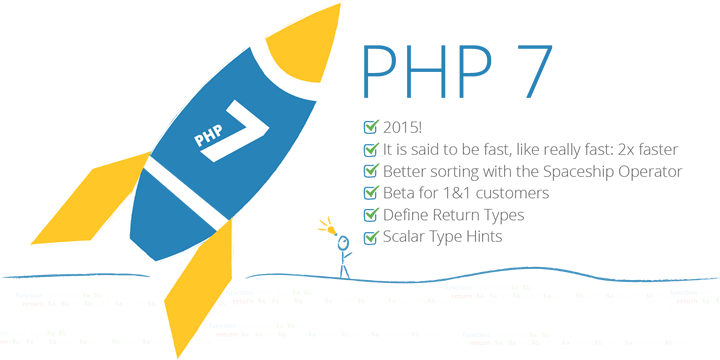 PHP 7
PHP 7
2015!
It is said to be fast, like really fast: 2x faster
Better sorting with the Spaceship Operator
Beta for 1&1 customers
Define Return Types
Scalar Type Hints